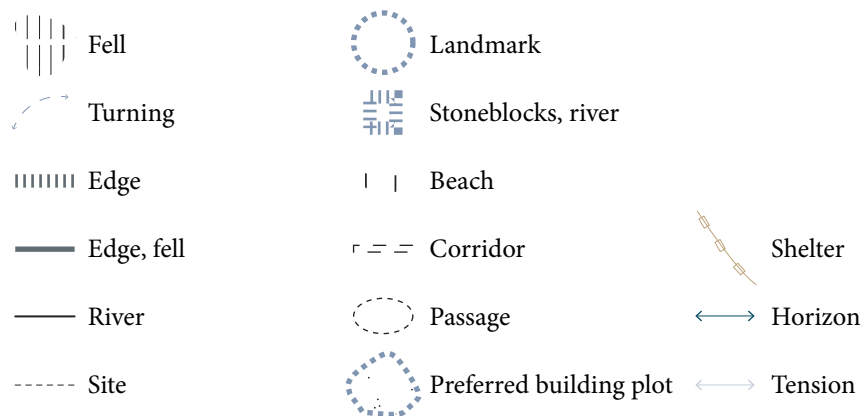 Fell
Turning
Edge
Edge, fell
River
Site
Landmark
Stoneblocks, river
Beach
Corridor
Passage
Preferred building plot
Shelter
Horizon
Tension